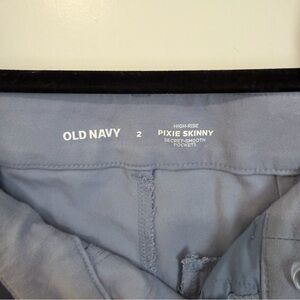 OLD NAVY 2
HIGH-RISE
PIXIE SKINNY
SECRET-SMOOTH
POCKETS